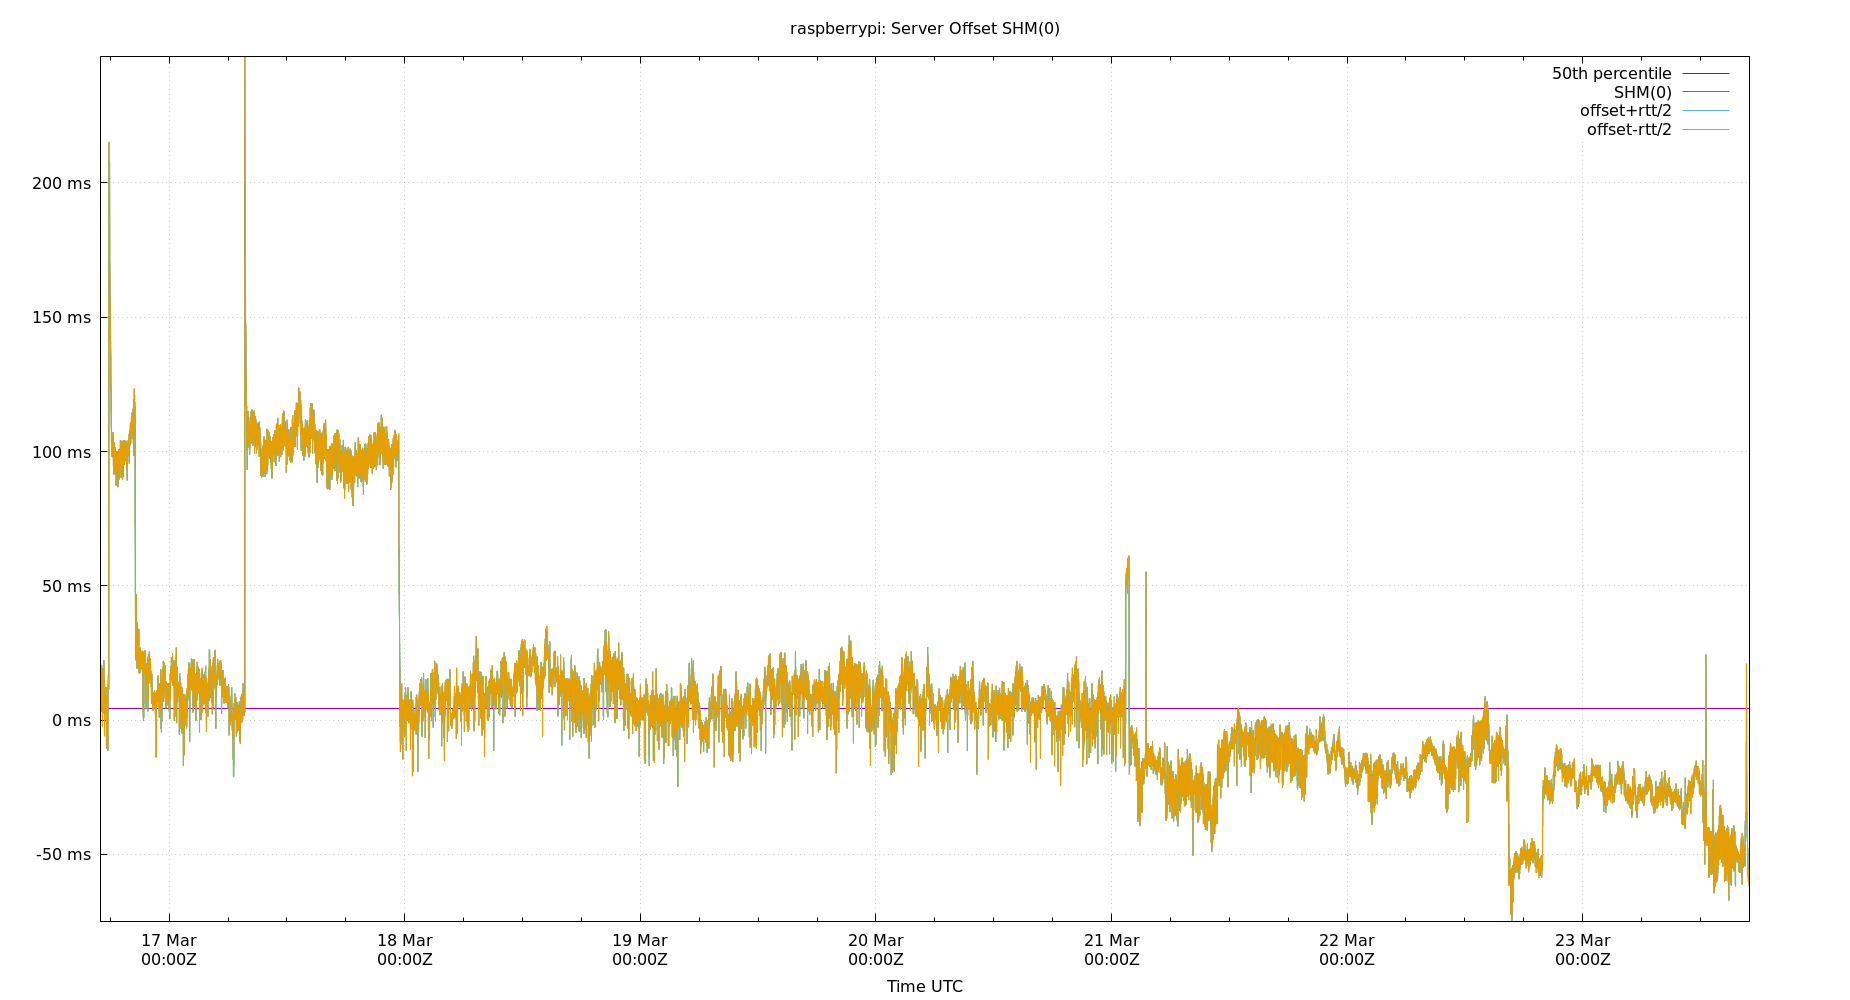 raspberrypi: Server Offset SHM(0)
50th percentile
SHM(0)
offset+rtt/2
offset-rtt/2
200 ms
150 ms
100 ms
50 ms
0 ms
-50 ms
17 Mar 18 Mar 19 Mar 20 Mar 21 Mar 22 Mar 23 Mar
00:00Z 00:00Z 00:00Z 00:00Z 00:00Z 00:00Z 00:00Z
Time UTC